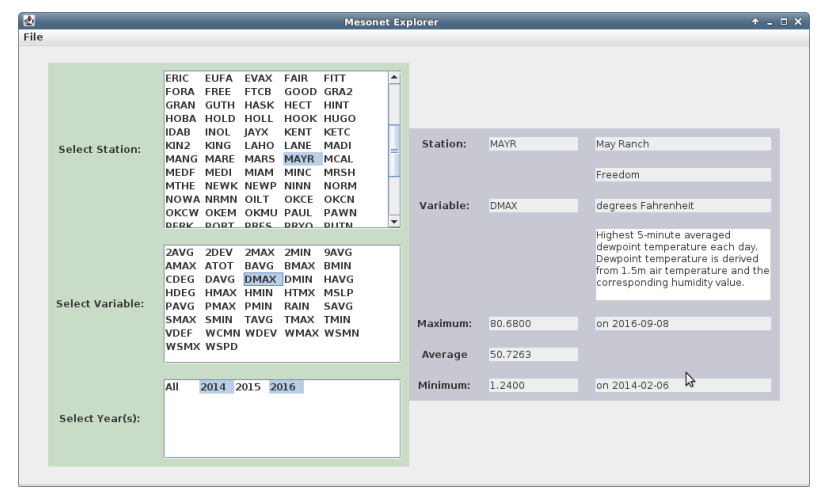 Mesonet Explorer
File
Select Station:
ERIC EUFA EVAX FAIR FITT
FORA FREE FTCB GOOD GRA2
GRAN GUTH HASK HECT HINT
HOBA HOLD HOLL HOOK HUGO
IDAB INOL JAYX KENT KETC
KIN2 KING LAHO LANE MADI
MANG MARE MARS MAYR MCAL
MEDF MEDI MIAM MINC MRSH
MTHE NEWK NEWP NINN NORM
NOWA NRMN OILT OKCE OKCN
OKCW OKEM OKMU PAUL PAWN
PERK PORT PRES PRYO PUTN
Select Variable:
2AVG 2DEV 2MAX 2MIN 9AVG
AMAX ATOT BAVG BMAX BMIN
CDEG DAVG DMAX DMIN HAVG
HDEG HMAX HMIN HTMX MSLP
PAVG PMAX PMIN RAIN SAVG
SMAX SMIN TAVG TMAX TMIN
VDEF WCMN WDEV WMAX WSMN
WSMX WSPD
Select Year(s):
All 2014 2015 2016
Station: MAYR May Ranch
Freedom
Variable: DMAX degrees Fahrenheit
Highest 5-minute averaged
dewpoint temperature each day.
Dewpoint temperature is derived
from 1.5m air temperature and the
corresponding humidity value.
Maximum: 80.6800 on 2016-09-08
Average 50.7263
Minimum: 1.2400 on 2014-02-06